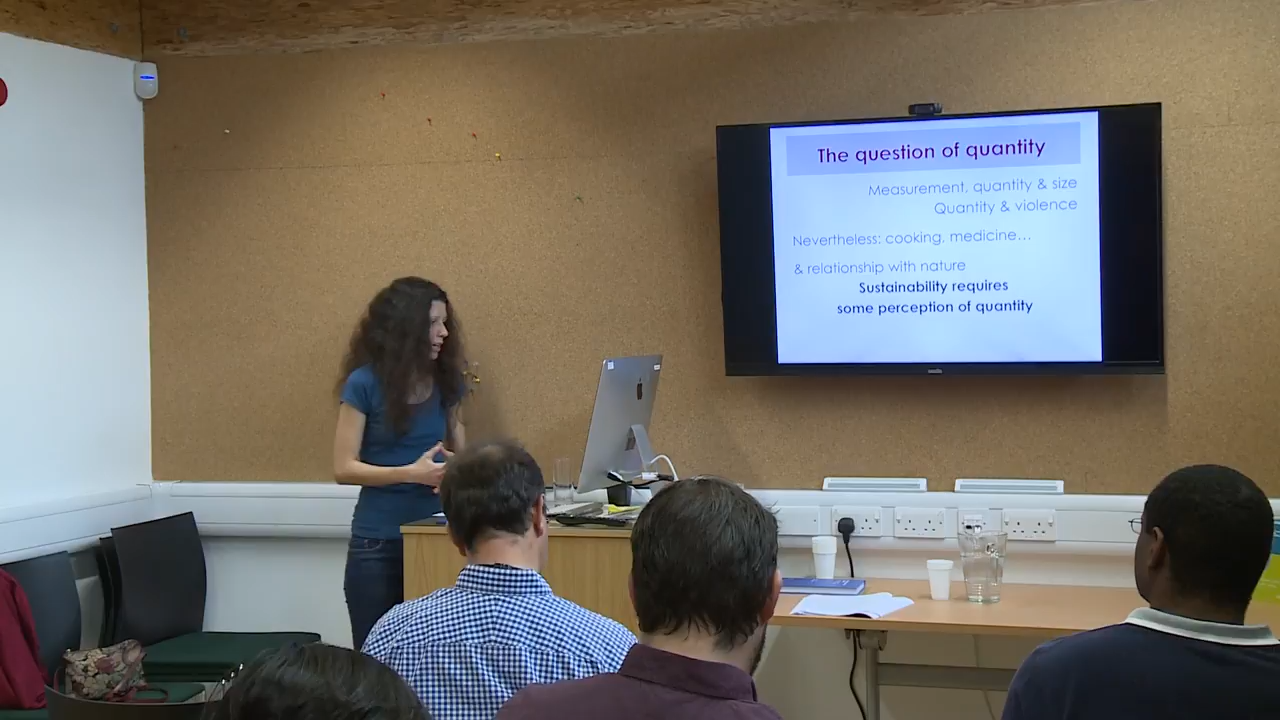 The question of quantity
Measurement, quantity & size
Quantity & violence
Nevertheless: cooking, medicine…
& relationship with nature
Sustainability requires
some perception of quantity